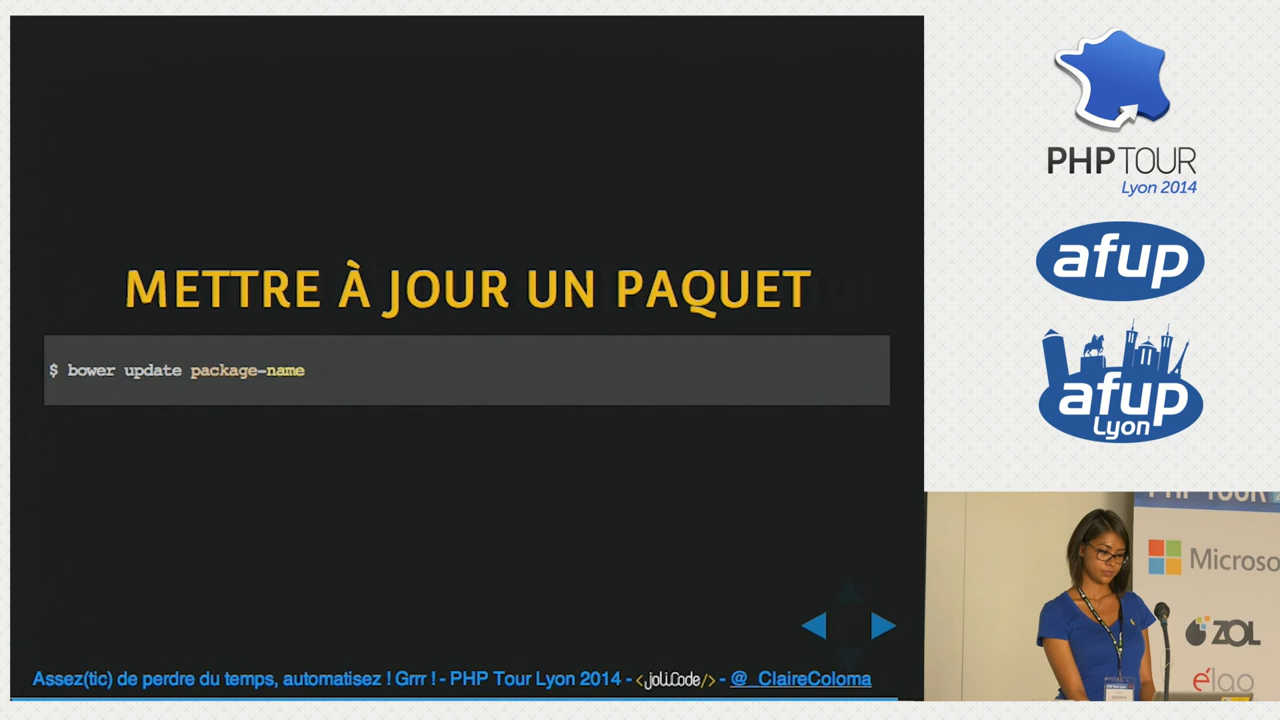 METTRE À JOUR UN PAQUET
$ bower update package-name
Assez(tic) de perdre du temps, automatisez ! Grrr ! - PHP Tour Lyon 2014 - <joliCode/> - @_ClaireColoma
PHP TOUR
Lyon 2014
afup
afup
Lyon
PHP TOUR
Microso
ZOL
élao